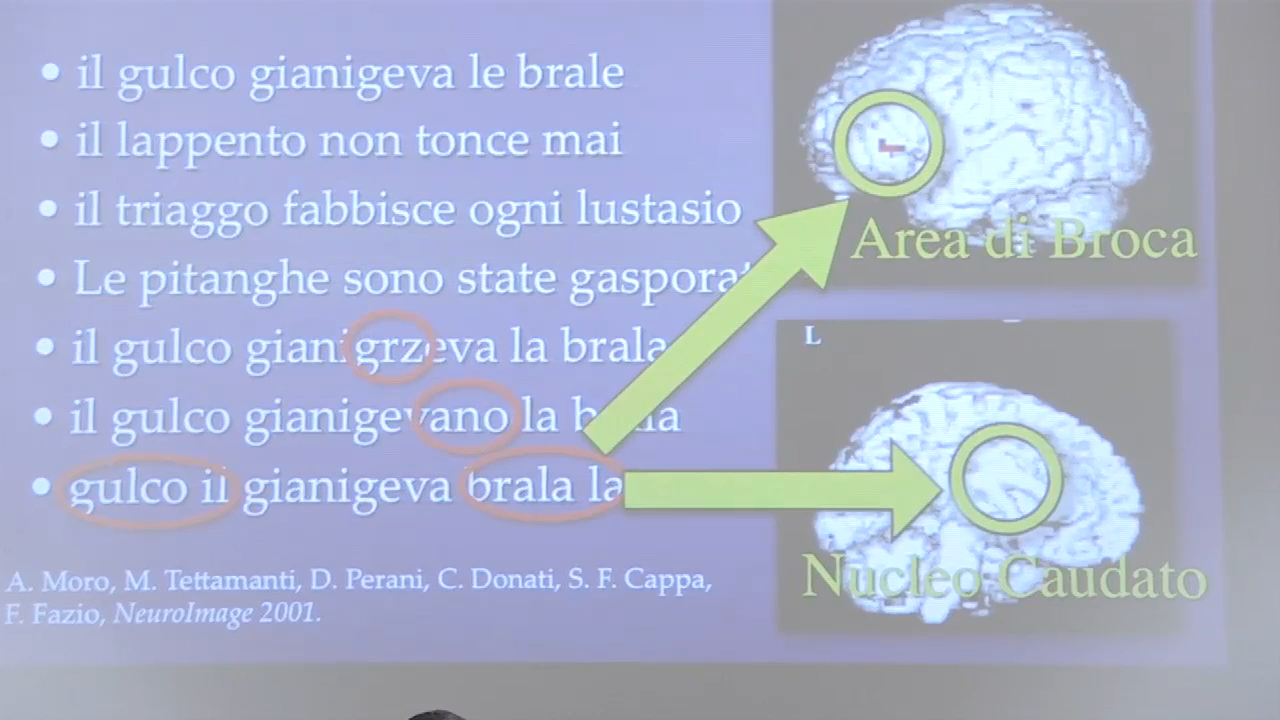 • il gulco gianigeva le brale
• il lappento non tonce mai
• il triaggo fabbisce ogni lustasio
• Le pitanghe sono state
• il gulco gianigrzeva la brala
• il gulco gianigevano la
• gulco il gianigeva brala la
A. Moro, M. Tettamanti, D. Perani, C. Donati, S. F. Cappa,
F. Fazio, NeuroImage 2001.
Area di Broca
L
Nucleo Caudato